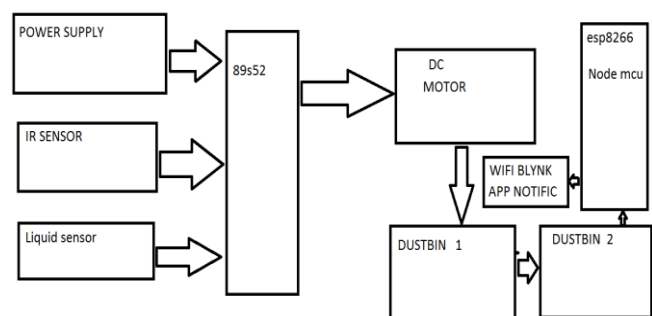 POWER SUPPLY
IR SENSOR
Liquid sensor
89s52
DC
MOTOR
esp8266
Node mcu
WIFI BLYNK
APP NOTIFIC
DUSTBIN 1
DUSTBIN 2